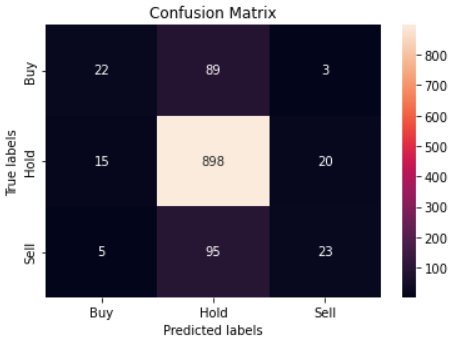 Confusion Matrix
Buy 22 89 3
Hold 15 898 20
Sell 5 95 23
True labels
Buy Hold Sell
Predicted labels
800
700
600
500
400
300
200
100